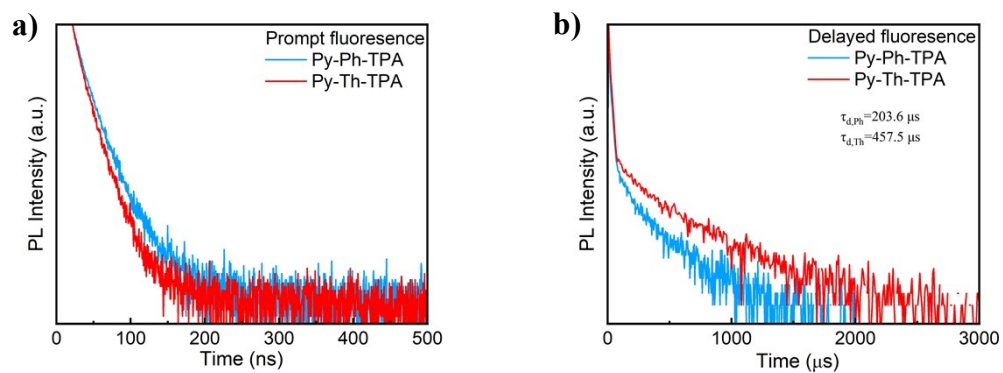 a)
Prompt fluoresence
Py-Ph-TPA
Py-Th-TPA
PL Intensity (a.u.)
0 100 200 300 400 500
Time (ns)
b)
Delayed fluoresence
Py-Ph-TPA
Py-Th-TPA
τd,Ph=203.6 μs
τd,Th=457.5 μs
PL Intensity (a.u.)
0 1000 2000 3000
Time (μs)